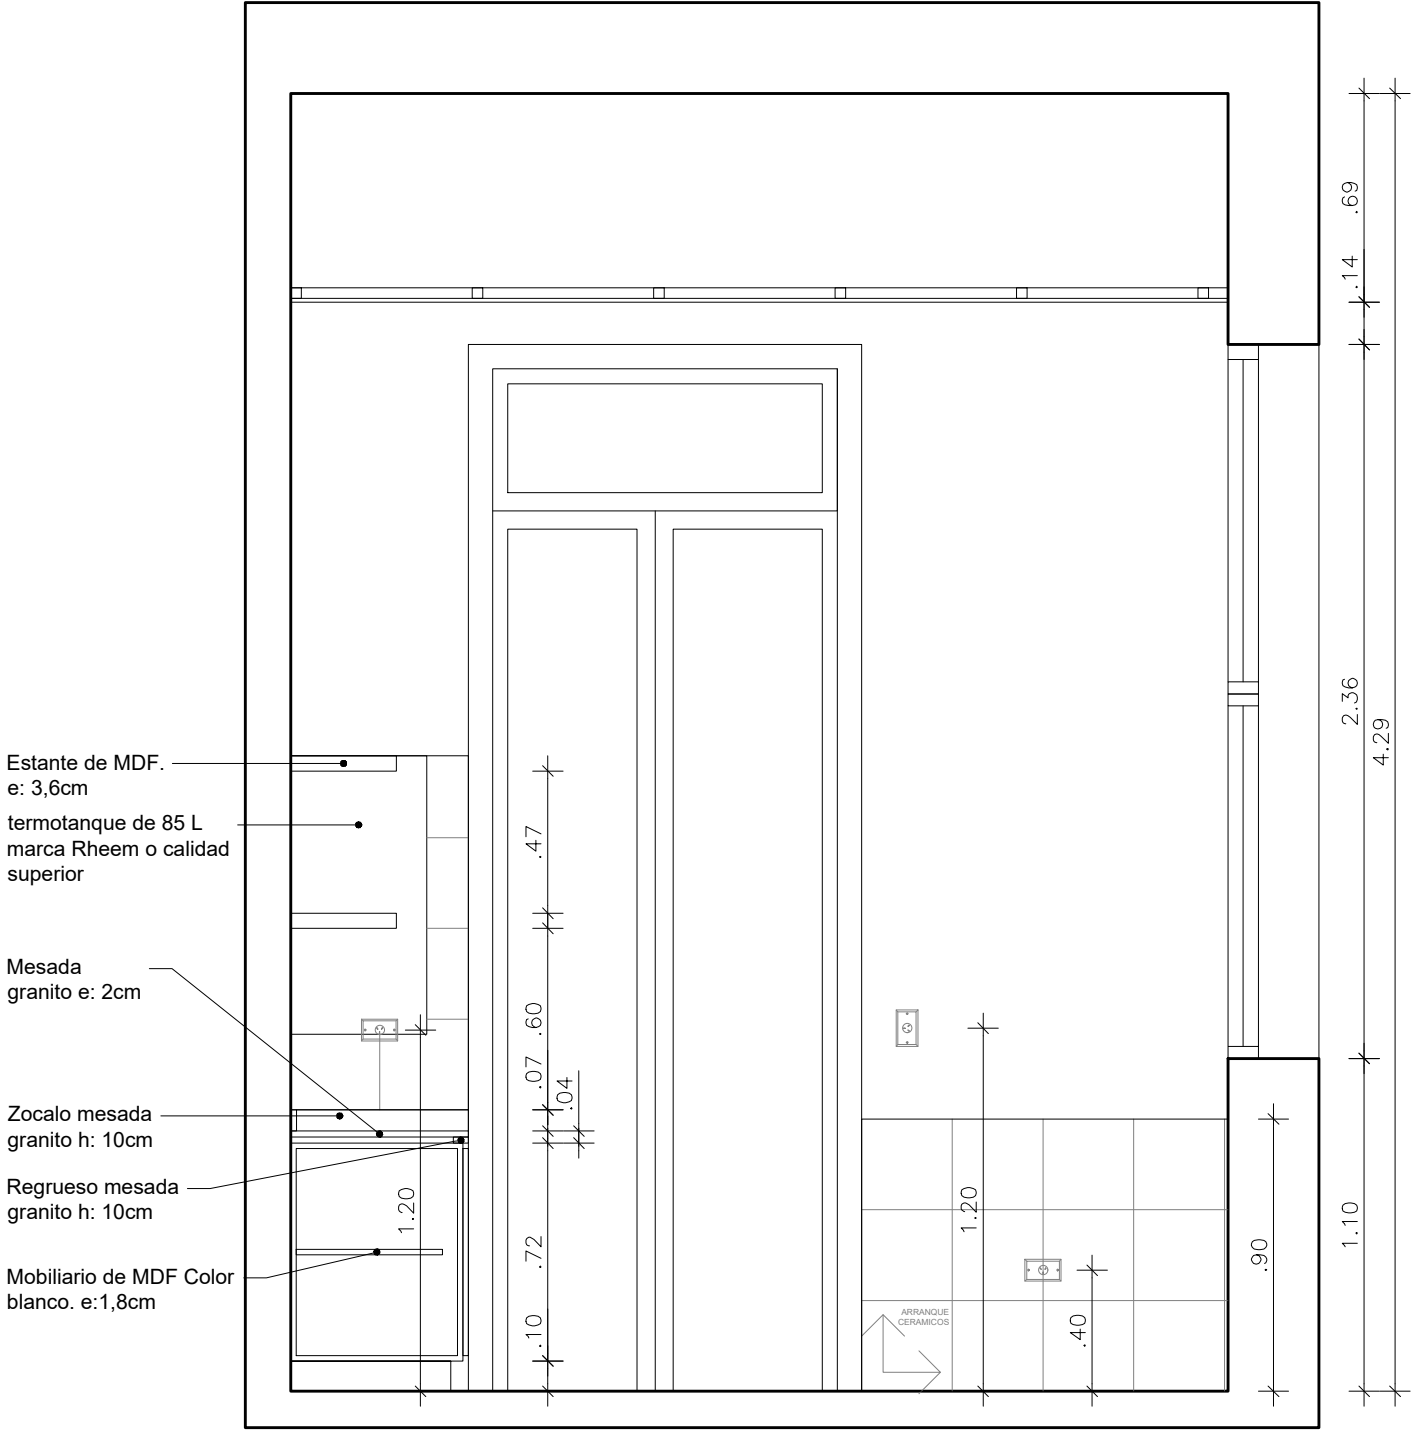 .69
.14
2.36
4.29
Estante de MDF.
e: 3,6cm
termotanque de 85 L
marca Rheem o calidad
superior
.47
Mesada
granito e: 2cm
.60
.07
.04
Zocalo mesada
granito h: 10cm
Regrueso mesada
granito h: 10cm
1.20
1.20
1.10
.72
.90
Mobiliario de MDF Color
blanco. e:1,8cm
ARRANQUE
CERAMICOS
.10
.40